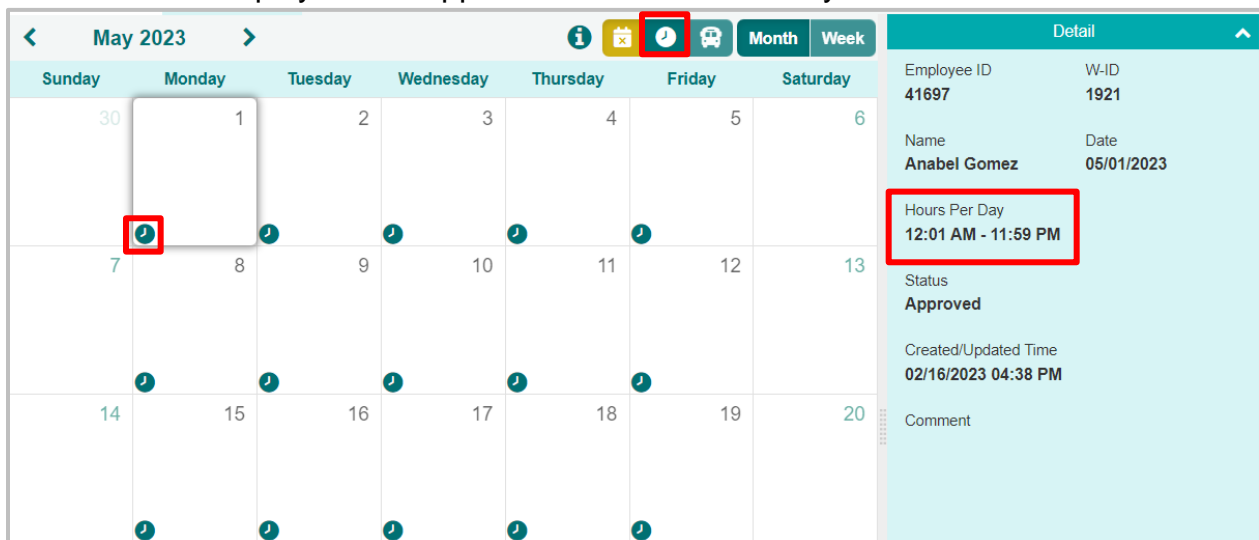 May 2023
Month Week
Sunday Monday Tuesday Wednesday Thursday Friday Saturday
30 1 2 3 4 5 6
7 8 9 10 11 12 13
14 15 16 17 18 19 20
Detail
Employee ID W-ID
41697 1921
Name Date
Anabel Gomez 05/01/2023
Hours Per Day
12:01 AM - 11:59 PM
Status
Approved
Created/Updated Time
02/16/2023 04:38 PM
Comment